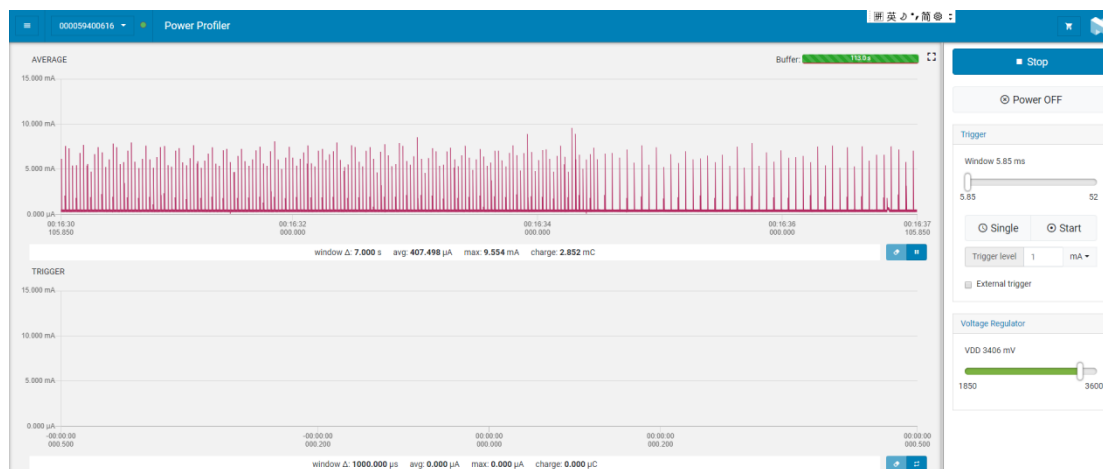 000059400616
Power Profiler
拼 英 简
AVERAGE
Buffer: 112.0 s
Stop
15.000 mA
10.000 mA
5.000 mA
0.000 µA
00:16:30 00:16:32 00:16:34 00:16:36 00:16:37
105.850 000.000 000.000 000.000 105.850
window Δ: 7.000 s avg: 407.498 µA max: 9.554 mA charge: 2.852 mC
TRIGGER
15.000 mA
10.000 mA
5.000 mA
0.000 µA
-00:00:00 -00:00:00 00:00:00 00:00:00 00:00:00
000.500 000.200 000.000 000.200 000.500
window Δ: 1000.000 µs avg: 0.000 µA max: 0.000 µA charge: 0.000 µC
Power OFF
Trigger
Window 5.85 ms
5.85 52
Single Start
Trigger level 1 mA
External trigger
Voltage Regulator
VDD 3406 mV
1850 3600